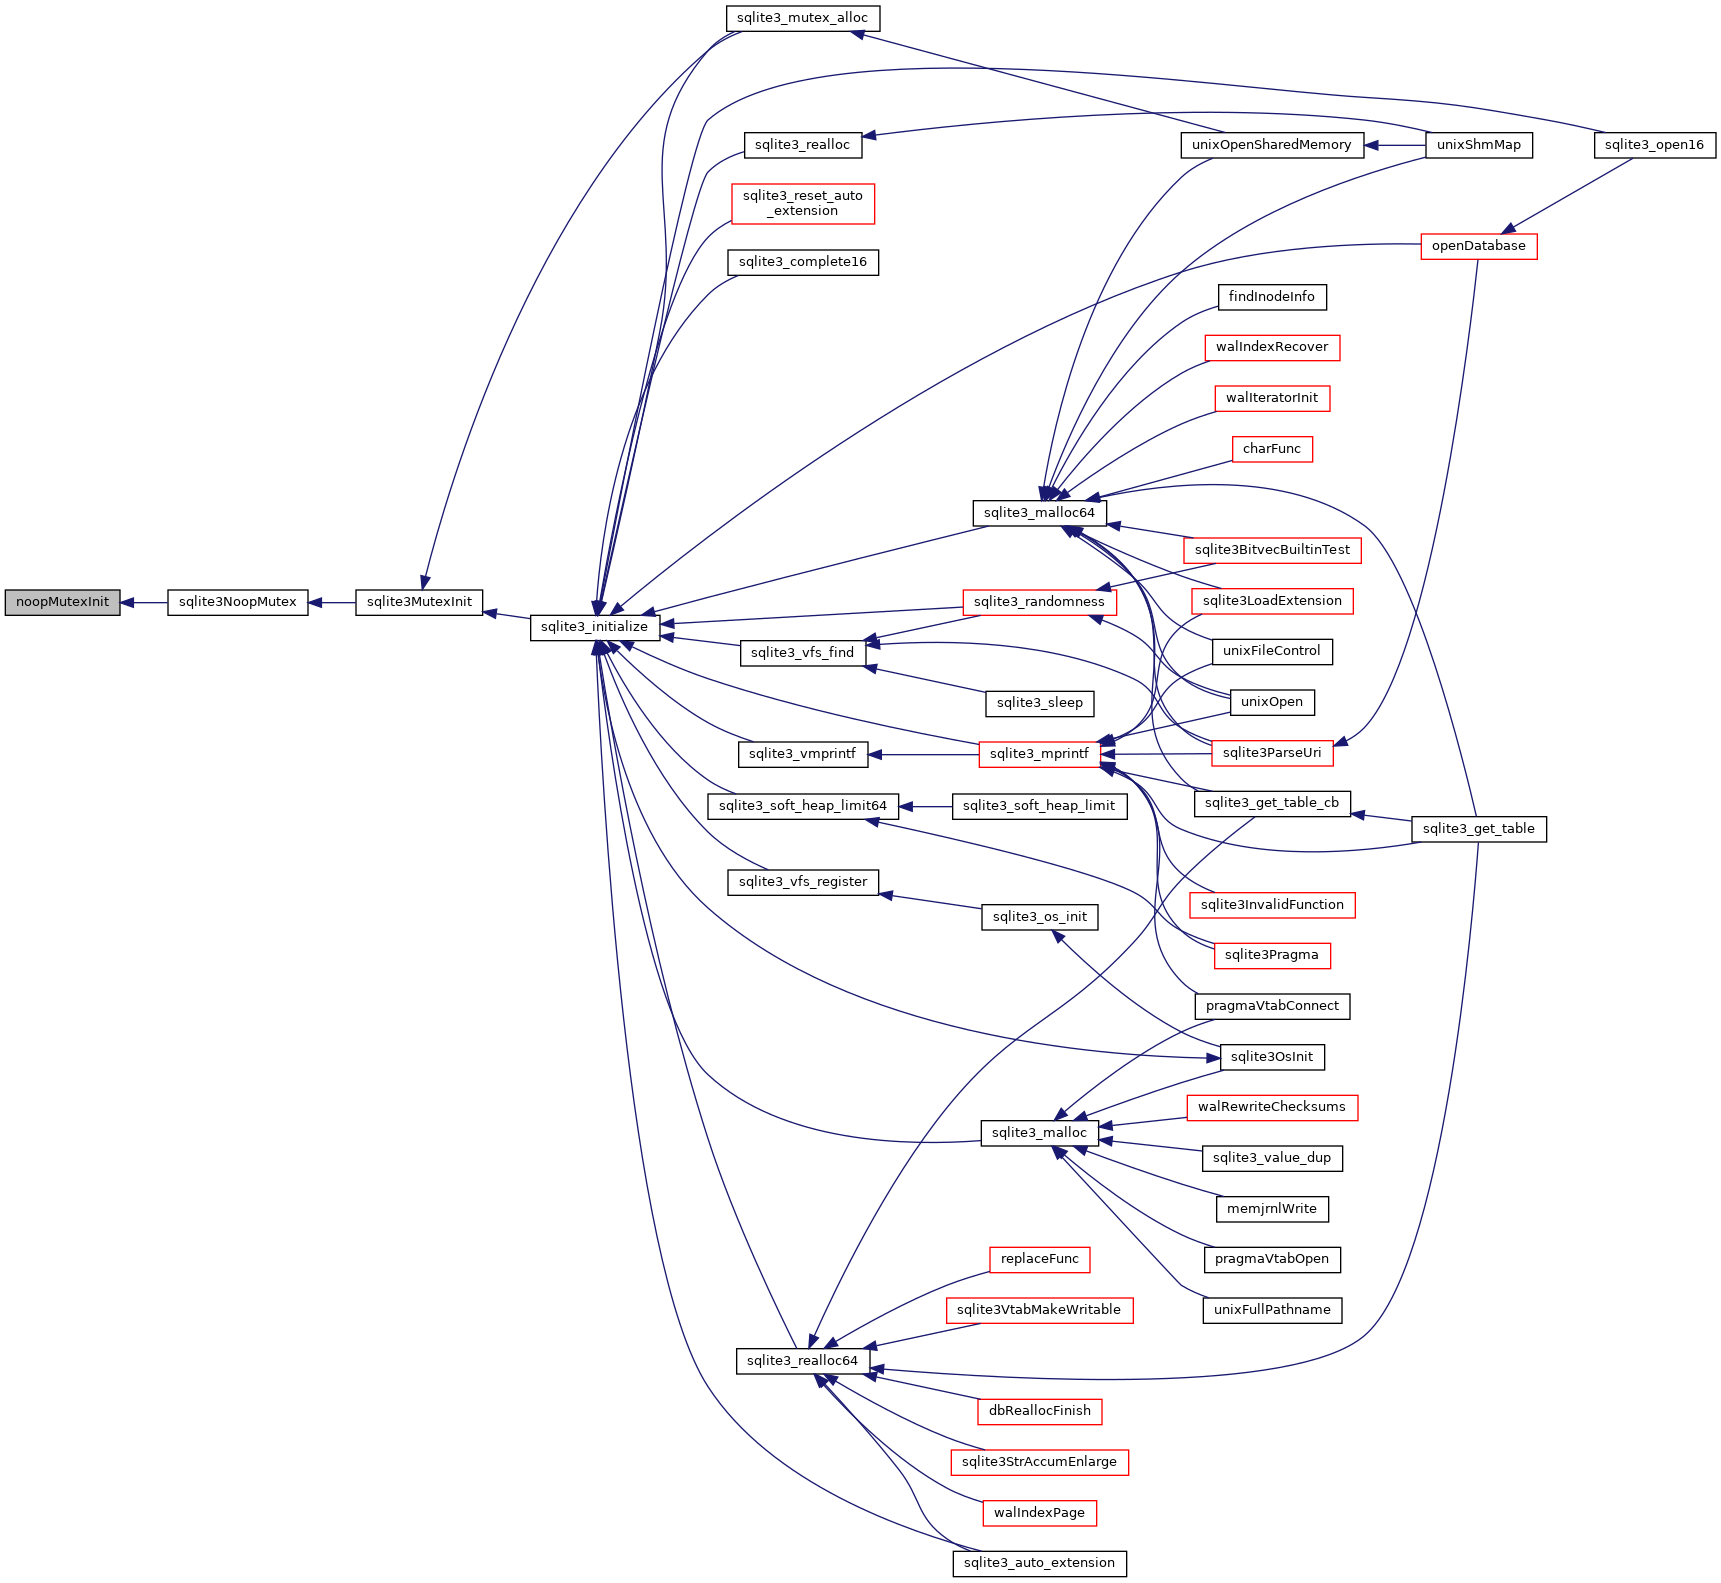 sqlite3_mutex_alloc
sqlite3_realloc
unixOpenSharedMemory
unixShmMap
sqlite3_open16
sqlite3_reset_auto
_extension
openDatabase
sqlite3_complete16
findInodeInfo
walIndexRecover
walIteratorInit
charFunc
sqlite3_malloc64
sqlite3BitvecBuiltinTest
noopMutexInit
sqlite3NoopMutex
sqlite3MutexInit
sqlite3_randomness
sqlite3LoadExtension
sqlite3_initialize
sqlite3_vfs_find
unixFileControl
sqlite3_sleep
unixOpen
sqlite3_vmprintf
sqlite3_mprintf
sqlite3ParseUri
sqlite3_soft_heap_limit64
sqlite3_soft_heap_limit
sqlite3_get_table_cb
sqlite3_get_table
sqlite3_vfs_register
sqlite3InvalidFunction
sqlite3_os_init
sqlite3Pragma
pragmaVtabConnect
sqlite3OsInit
walRewriteChecksums
sqlite3_malloc
sqlite3_value_dup
memjrnlWrite
pragmaVtabOpen
replaceFunc
unixFullPathname
sqlite3VtabMakeWritable
sqlite3_realloc64
dbReallocFinish
sqlite3StrAccumEnlarge
walIndexPage
sqlite3_auto_extension